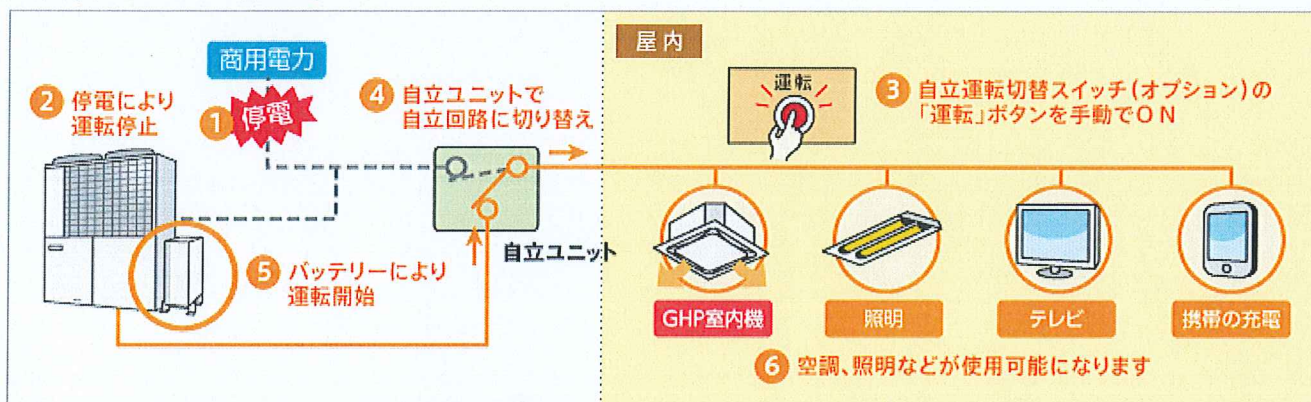 商用電力
① 停電
② 停電により
運転停止
④ 自立ユニットで
自立回路に切り替え
自立ユニット
⑤ バッテリーにより
運転開始
屋内
運転
③ 自立運転切替スイッチ(オプション)の
「運転」ボタンを手動でON
GHP室内機
照明
テレビ
携帯の充電
⑥ 空調、照明などが使用可能になります